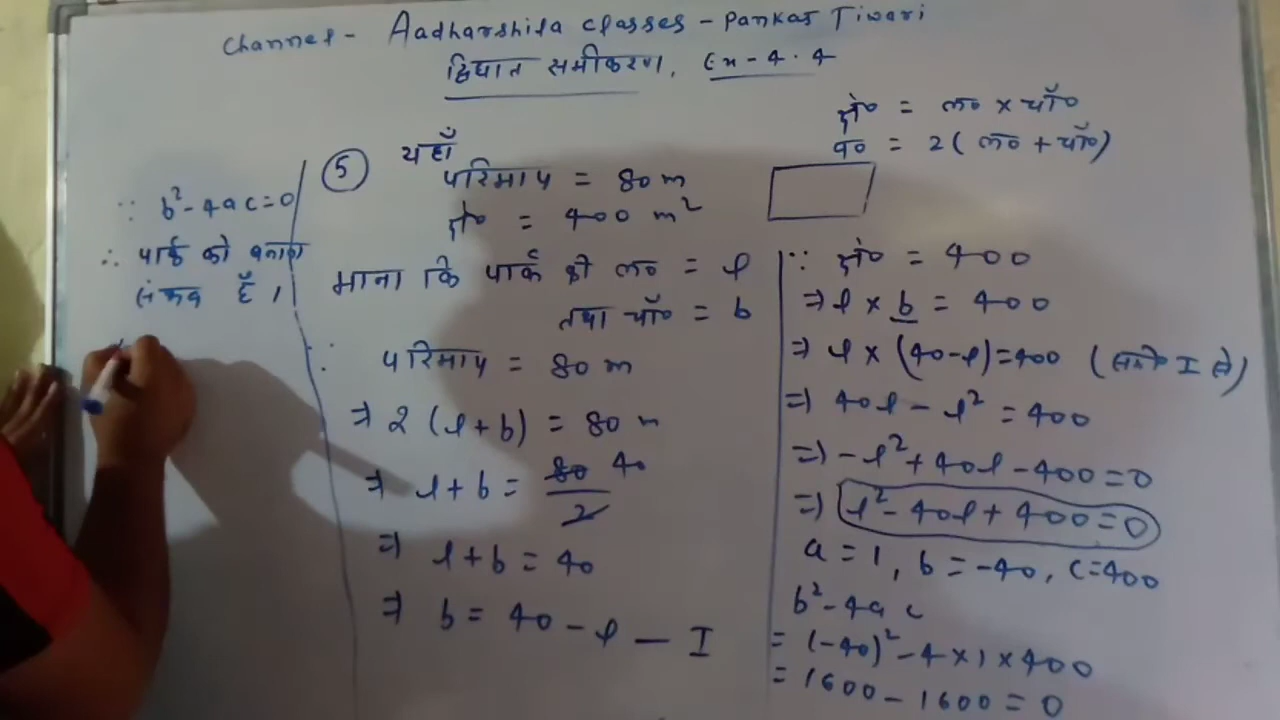 Channel - Aadharshila classes - Pankaj Tiwari
द्विघात समीकरण, Ex - 4.4
क्षे० = ल० × चौ०
प० = 2 ( ल० + चौ० )
(5) यहाँ
परिमाप = 80 m
क्षे० = 400 m²
माना कि पार्क की ल० = l
तथा चौ० = b
∵ परिमाप = 80 m
⇒ 2 (l + b) = 80 m
⇒ l + b = 80/2 40
⇒ l + b = 40
⇒ b = 40 - l — I
∵ क्षे० = 400
⇒ l × b = 400
⇒ l × (40 - l) = 400 (समी० I से)
⇒ 40l - l² = 400
⇒ -l² + 40l - 400 = 0
⇒ l² - 40l + 400 = 0
a = 1, b = -40, c = 400
b² - 4ac
= (-40)² - 4 × 1 × 400
= 1600 - 1600 = 0
∵ b² - 4ac = 0
∴ पार्क को बनाना
संभव है ।